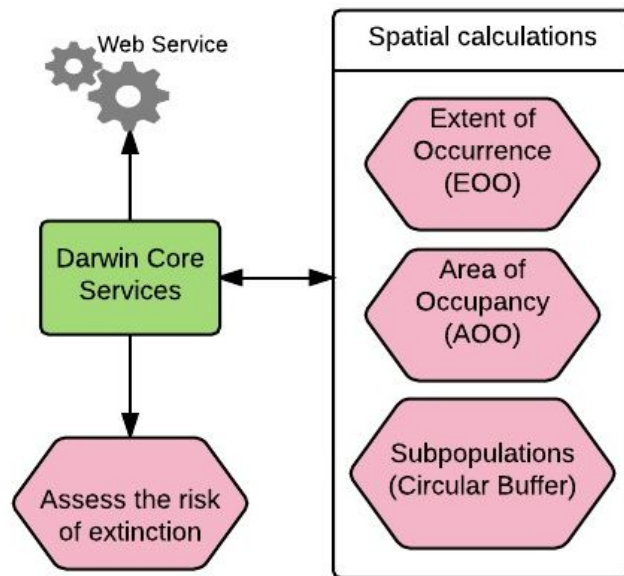 Web Service
Darwin Core
Services
Assess the risk
of extinction
Spatial calculations
Extent of
Occurrence
(EOO)
Area of
Occupancy
(AOO)
Subpopulations
(Circular Buffer)